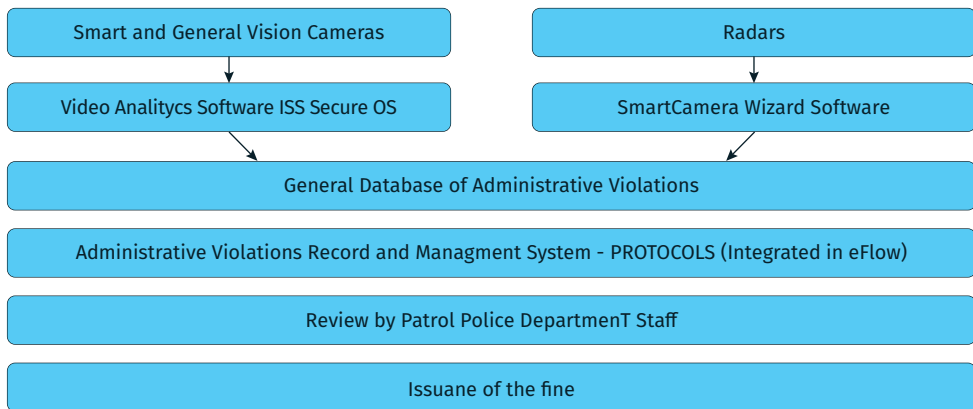 Smart and General Vision Cameras
Radars
Video Analitycs Software ISS Secure OS
SmartCamera Wizard Software
General Database of Administrative Violations
Administrative Violations Record and Managment System - PROTOCOLS (Integrated in eFlow)
Review by Patrol Police DepartmenT Staff
Issuane of the fine